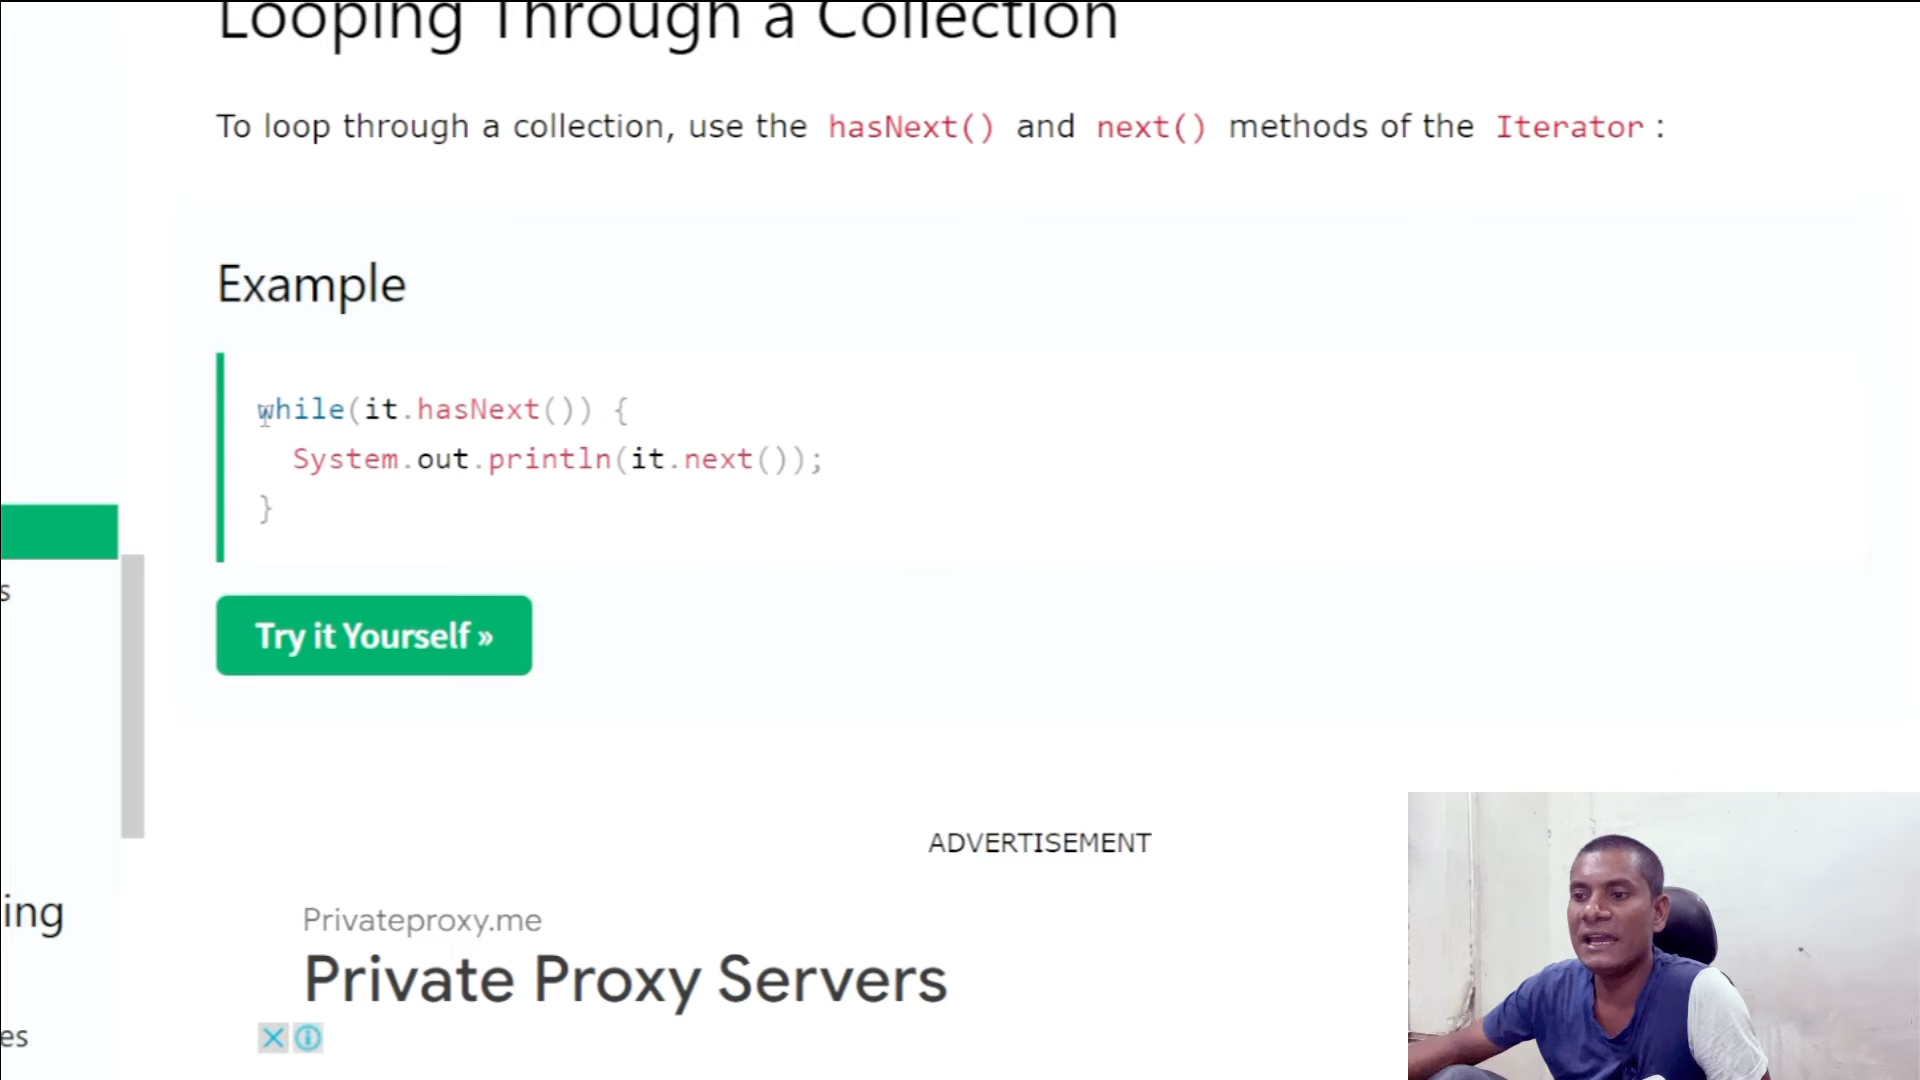 Looping Through a Collection
To loop through a collection, use the hasNext() and next() methods of the Iterator :
Example
while(it.hasNext()) {
  System.out.println(it.next());
}
Try it Yourself »
s
ADVERTISEMENT
ing
Privateproxy.me
Private Proxy Servers
es